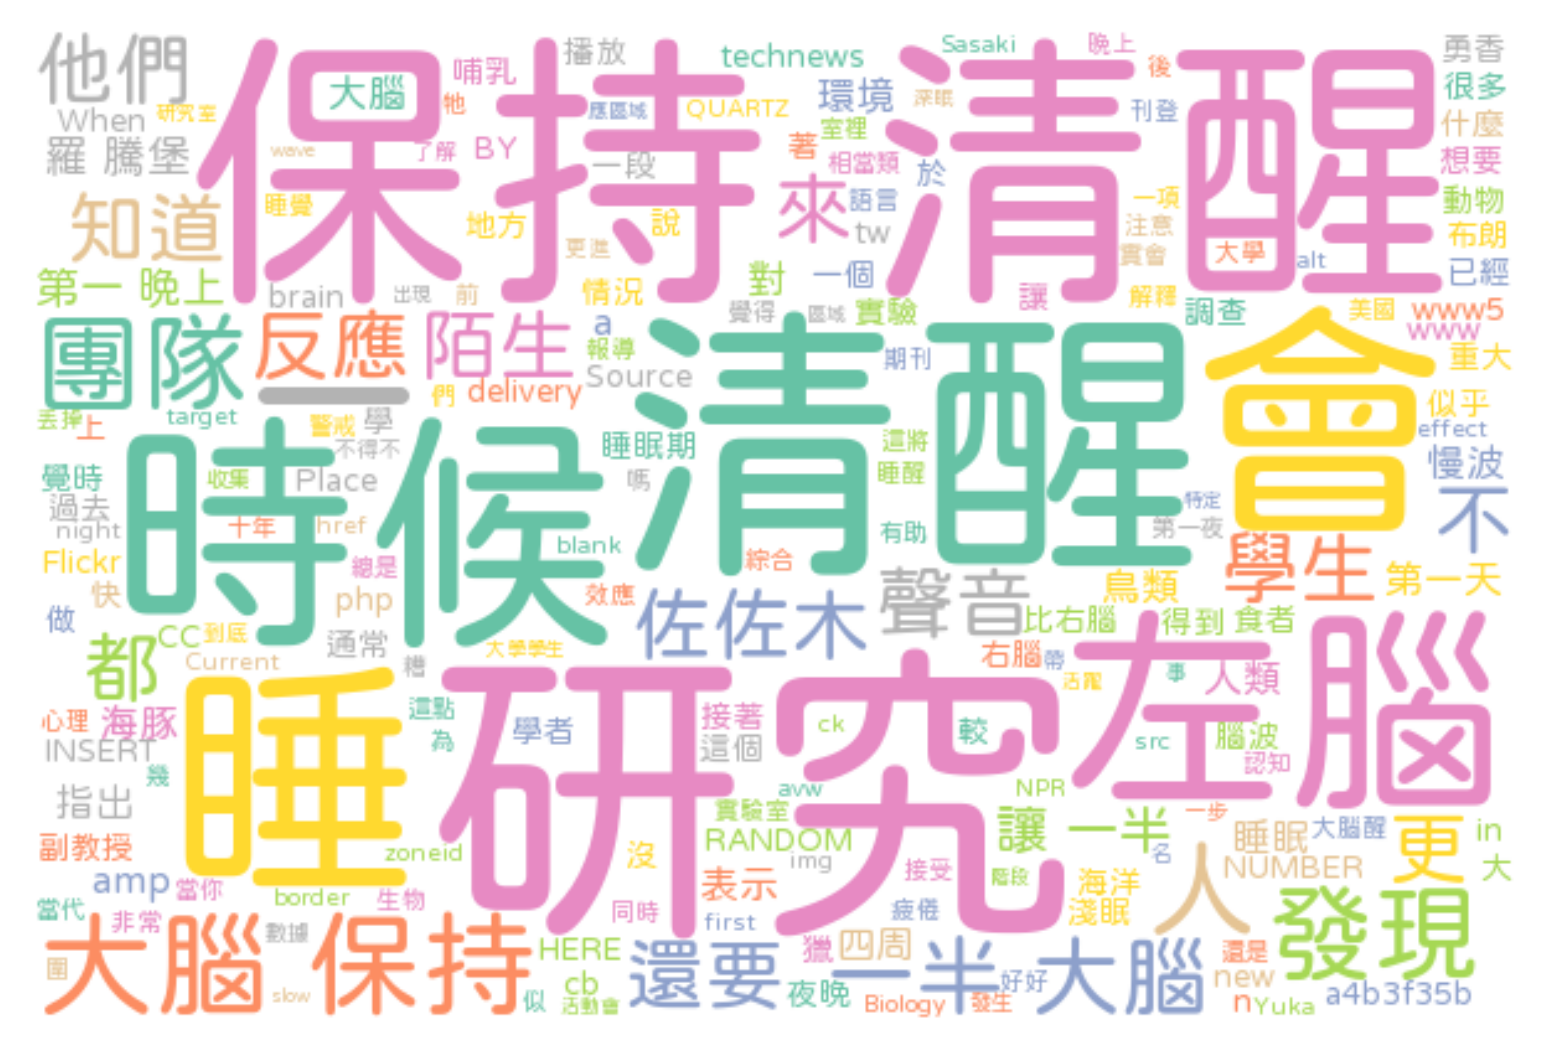 他們
保持 清醒
大腦
哺乳
播放
technews
Sasaki
晚上
後
勇香
很多
When
研究室
牠
應區域
QUARTZ
環境
深眠
刊登
什麼
羅 騰堡
wave
了解
BY
一段
著
室裡
相當類
於
想要
知道
睡覺
地方
更進
說
來
語言
tw
一項
注意
實會
大學
動物
布朗
第一 晚上
brain
出現
前
情況
對
一個
讓
解釋
alt
已經
團隊
反應
陌生
a
報導
Source
覺得
區域
實驗
調查
美國
www5
www
期刊
重大
一
們
delivery
丟掉
上
target
警戒
學
不得不
睡眠期
時候 清醒
會
似乎
effect
覺時
收集
Place
嗎
這將
睡醒
慢波
過去
night
十年
href
特定
第一夜
不
Flickr
快
總是
blank
綜合
有助
學生
第一天
做
php
效應
佐佐木
聲音
鳥類
比右腦
得到
食者
都
CC
到底
Current
通常
糟
大學學生
右腦
帶
活躍
事
人類
左腦
心理
海豚
INSERT
睡
這點
為
研究
學者
接著
這個
ck
較
src
腦波
認知
幾
指出
avw
實驗室
NPR
副教授
zoneid
沒
RANDOM
img
讓
一半
一步
名
睡眠
大腦醒
更
in
大
amp
當你
border
生物
表示
接受
階段
海洋
淺眠
人
NUMBER
當代
非常
數據
同時
first
疲倦
發現
圍
大腦 保持
slow
HERE
cb
似
活動會
還要
獵
四周
一半 大腦
夜晚
Biology
發生
好好
還是
new
n
Yuka
a4b3f35b